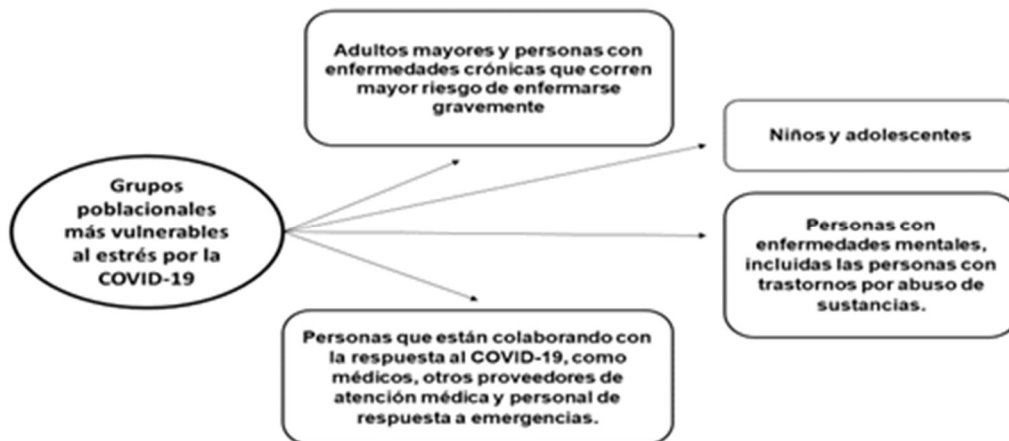 Adultos mayores y personas con
enfermedades crónicas que corren
mayor riesgo de enfermarse
gravemente
Niños y adolescentes
Grupos
poblacionales
más vulnerables
al estrés por la
COVID-19
Personas con
enfermedades mentales,
incluidas las personas con
trastornos por abuso de
sustancias.
Personas que están colaborando con
la respuesta al COVID-19, como
médicos, otros proveedores de
atención médica y personal de
respuesta a emergencias.